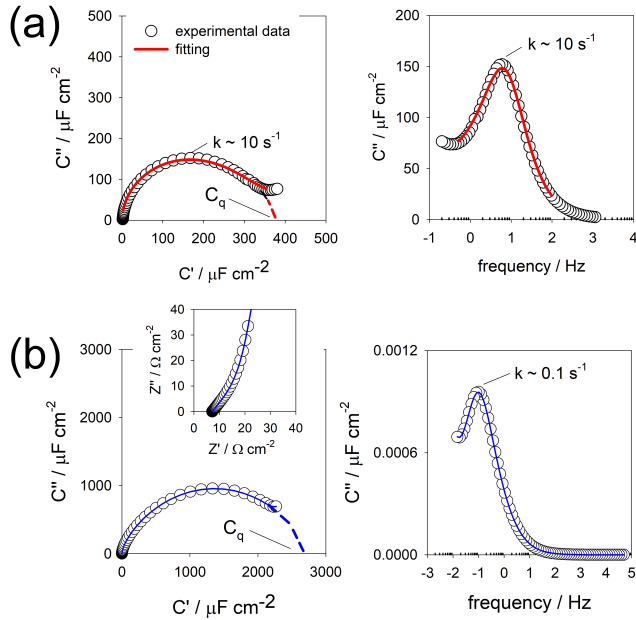 (a)
500
400
300
200
100
0
C'' / μF cm-2
experimental data
fitting
k ~ 10 s-1
Cq
0 100 200 300 400 500
C' / μF cm-2
200
150
100
50
0
C'' / μF cm-2
k ~ 10 s-1
-1 0 1 2 3 4
frequency / Hz
(b)
3000
2000
1000
0
C'' / μF cm-2
40
30
20
10
0
Z'' / Ω cm-2
0 20 40
Z' / Ω cm-2
Cq
0 1000 2000 3000
C' / μF cm-2
0.0012
0.0006
0.0000
C'' / μF cm-2
k ~ 0.1 s-1
-3 -2 -1 0 1 2 3 4 5
frequency / Hz